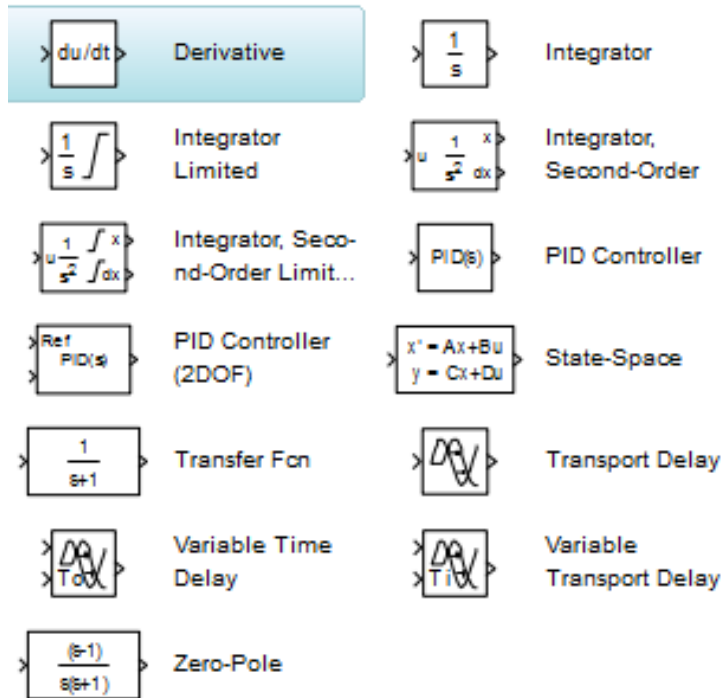 du/dt Derivative
1
s
Integrator
1
s
Integrator
Limited
u 1 x
s² dx
Integrator,
Second-Order
u 1 x
s² dx
Integrator, Seco-
nd-Order Limit...
PID(s) PID Controller
Ref
PID(s)
PID Controller
(2DOF)
x' = Ax+Bu
y = Cx+Du
State-Space
1
s+1
Transfer Fcn
Transport Delay
To
Variable Time
Delay
Ti
Variable
Transport Delay
(s-1)
s(s+1)
Zero-Pole